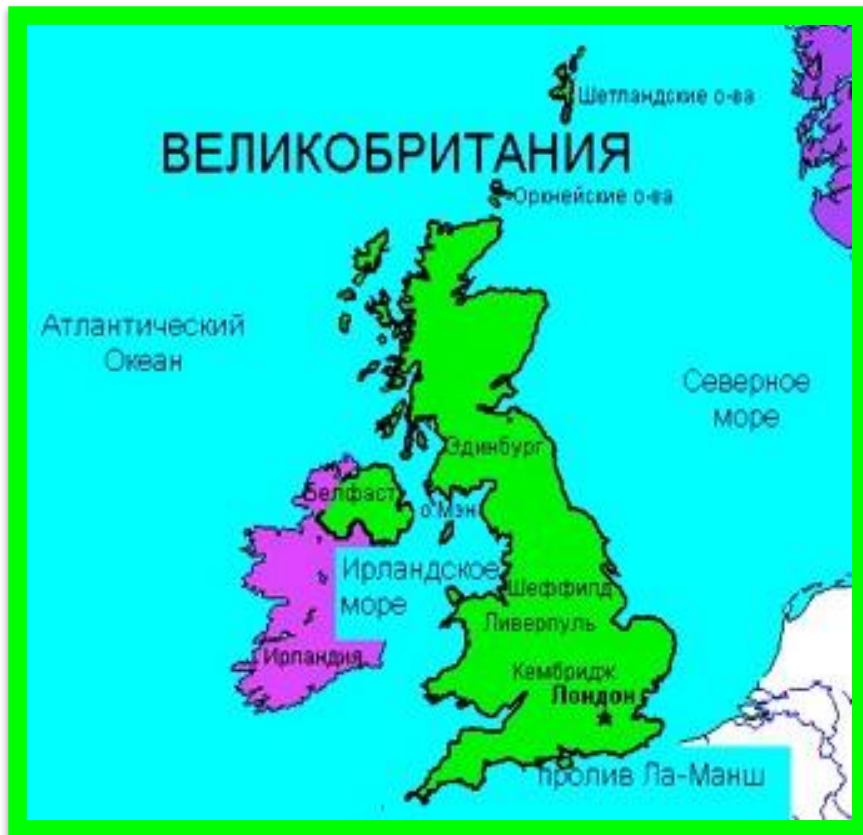 Шетландские о-ва
ВЕЛИКОБРИТАНИЯ
Оркнейские о-ва
Атлантический
Океан
Северное
море
Эдинбург
Белфаст
о.Мэн
Ирландское
море
Шеффилд
Ливерпуль
Ирландия
Кембридж
Лондон
пролив Ла-Манш